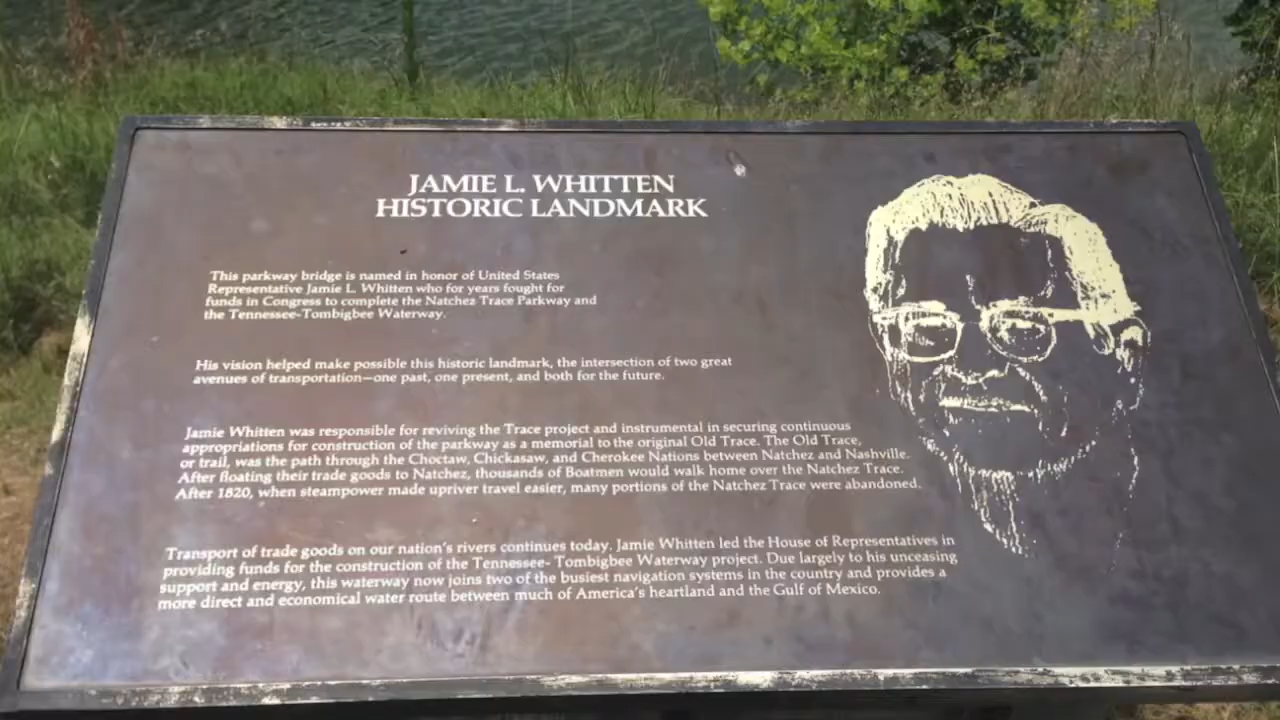 JAMIE L. WHITTEN
HISTORIC LANDMARK
This parkway bridge is named in honor of United States
Representative Jamie L. Whitten who for years fought for
funds in Congress to complete the Natchez Trace Parkway and
the Tennessee-Tombigbee Waterway.
His vision helped make possible this historic landmark, the intersection of two great
avenues of transportation—one past, one present, and both for the future.
Jamie Whitten was responsible for reviving the Trace project and instrumental in securing continuous
appropriations for construction of the parkway as a memorial to the original Old Trace. The Old Trace,
or trail, was the path through the Choctaw, Chickasaw, and Cherokee Nations between Natchez and Nashville.
After floating their trade goods to Natchez, thousands of Boatmen would walk home over the Natchez Trace.
After 1820, when steampower made upriver travel easier, many portions of the Natchez Trace were abandoned.
Transport of trade goods on our nation's rivers continues today. Jamie Whitten led the House of Representatives in
providing funds for the construction of the Tennessee- Tombigbee Waterway project. Due largely to his unceasing
support and energy, this waterway now joins two of the busiest navigation systems in the country and provides a
more direct and economical water route between much of America's heartland and the Gulf of Mexico.